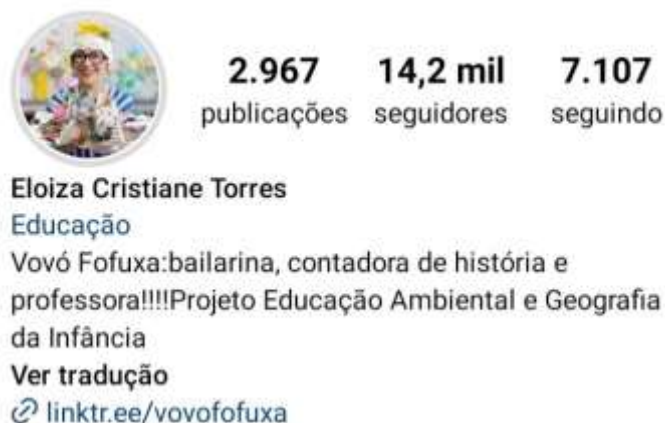 2.967 14,2 mil 7.107
publicações seguidores seguindo
Eloiza Cristiane Torres
Educação
Vovó Fofuxa:bailarina, contadora de história e
professora!!!!Projeto Educação Ambiental e Geografia
da Infância
Ver tradução
linktr.ee/vovofofuxa